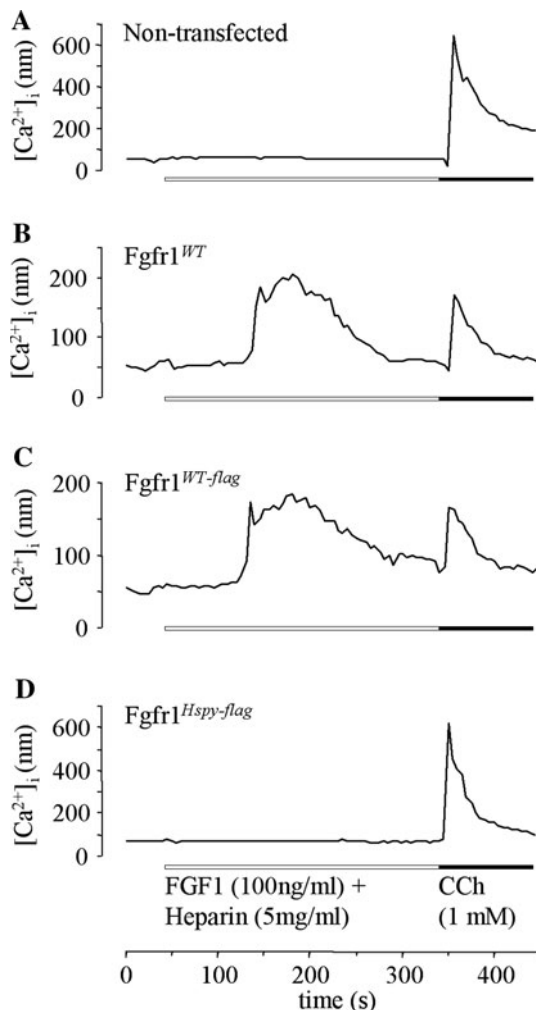 A
Non-transfected
[Ca2+]i (nm)
600
400
200
0
B
Fgfr1WT
[Ca2+]i (nm)
200
100
0
C
Fgfr1WT-flag
[Ca2+]i (nm)
200
100
0
D
Fgfr1Hspy-flag
[Ca2+]i (nm)
600
400
200
0
FGF1 (100ng/ml) + CCh
Heparin (5mg/ml) (1 mM)
0 100 200 300 400
time (s)